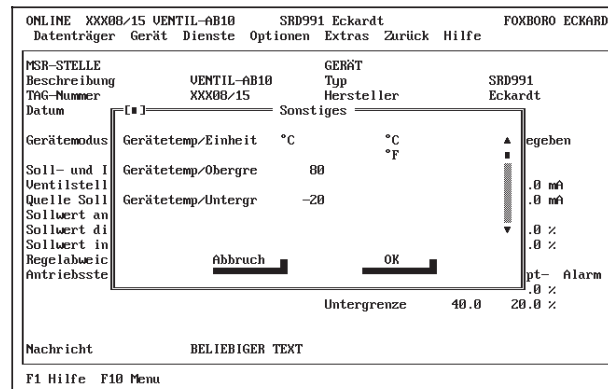 ONLINE XXX08/15 VENTIL-AB10 SRD991 Eckardt FOXBORO ECKARD
Datenträger Gerät Dienste Optionen Extras Zurück Hilfe
MSR-STELLE GERÄT
Beschreibung VENTIL-AB10 Typ SRD991
TAG-Nummer XXX08/15 Hersteller Eckardt
Datum Sonstiges
Gerätemodus Gerätetemp/Einheit °C °C egeben
°F
Soll- und I Gerätetemp/Obergre 80
Ventilstell .0 mA
Quelle Soll Gerätetemp/Untergr -20 .0 mA
Sollwert an
Sollwert di .0 %
Sollwert in .0 %
Regelabweic Abbruch OK
Antriebsste pt- Alarm
.0 %
Untergrenze 40.0 20.0 %
Nachricht BELIEBIGER TEXT
F1 Hilfe F10 Menu